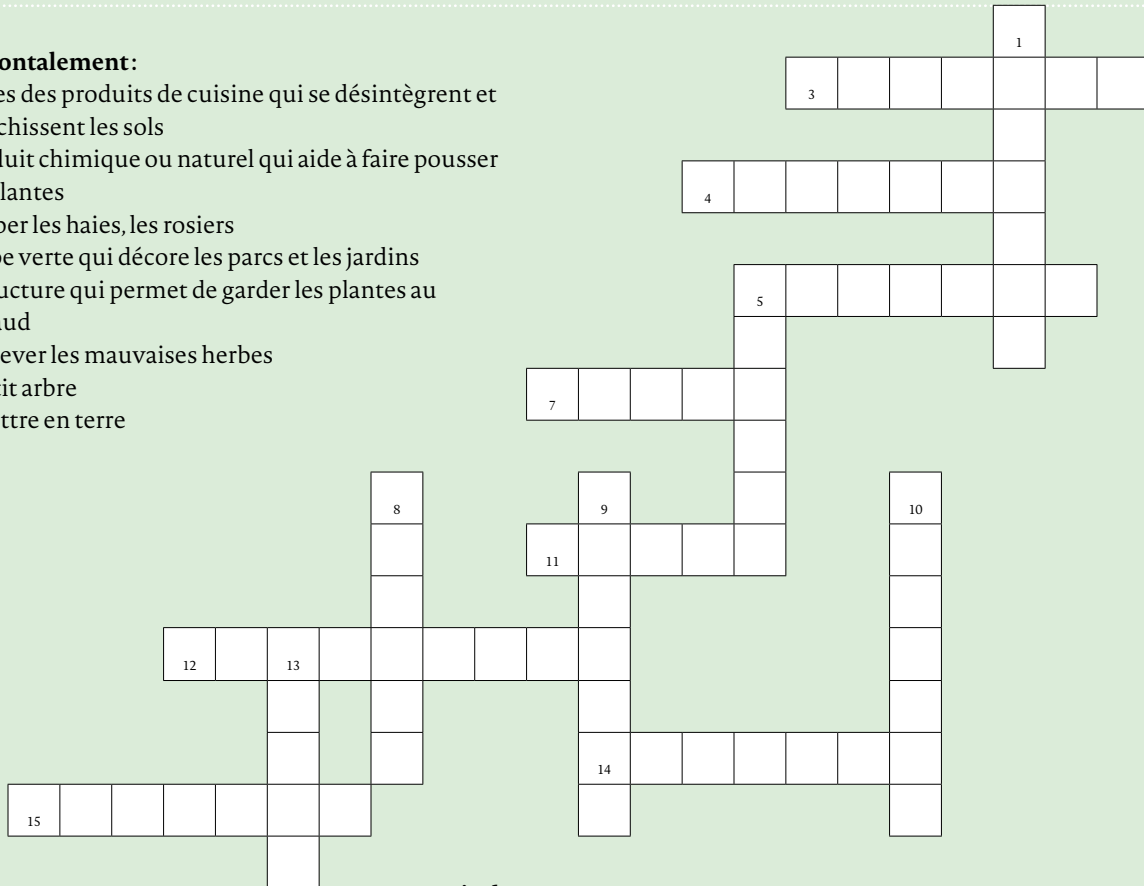 ontalement :
es des produits de cuisine qui se désintègrent et
chissent les sols
luit chimique ou naturel qui aide à faire pousser
lantes
per les haies, les rosiers
be verte qui décore les parcs et les jardins
ucture qui permet de garder les plantes au
aud
ever les mauvaises herbes
tit arbre
ttre en terre
1
3
4
5
7
8
9
10
11
12
13
14
15